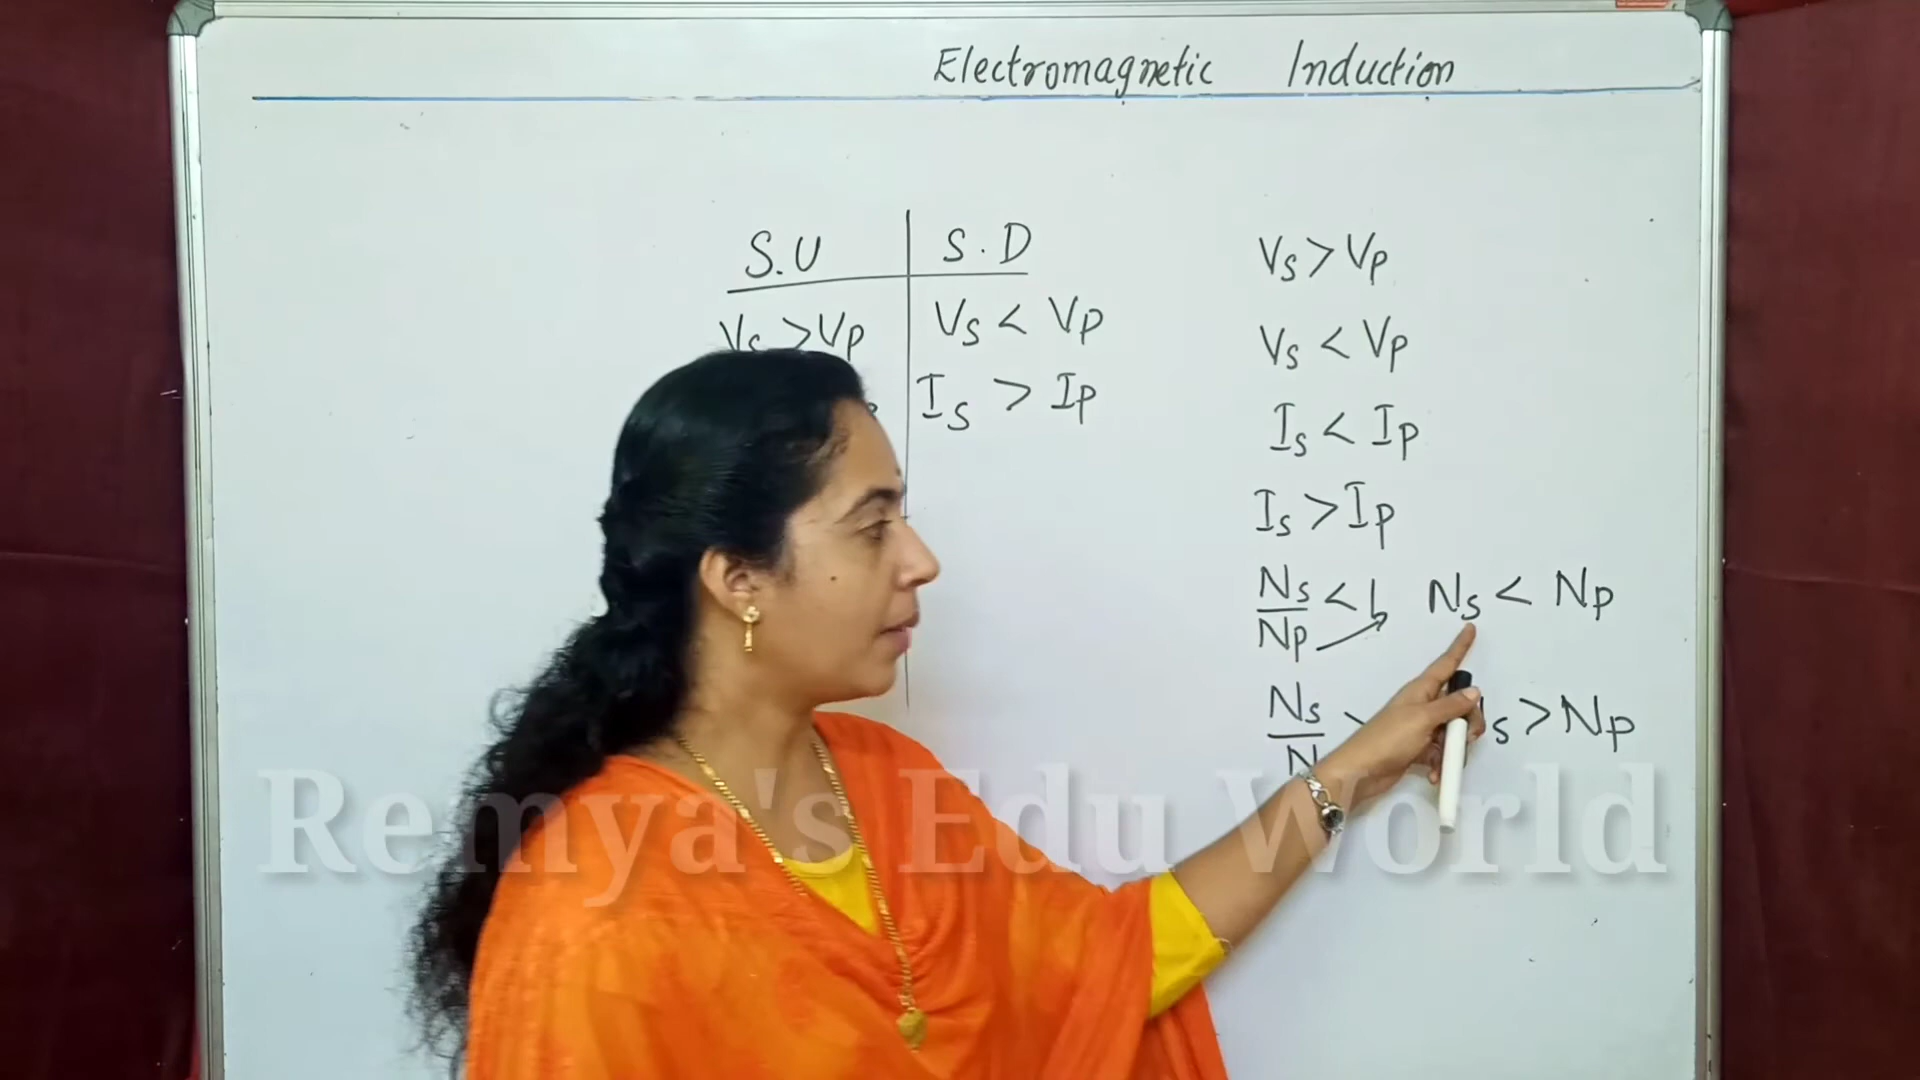 Electromagnetic Induction
S.U S.D
Vs > Vp Vs < Vp
Is > Ip
Vs > Vp
Vs < Vp
Is < Ip
Is > Ip
Ns/Np < 1 Ns < Np
Ns/N > s > Np
Remya's Edu World